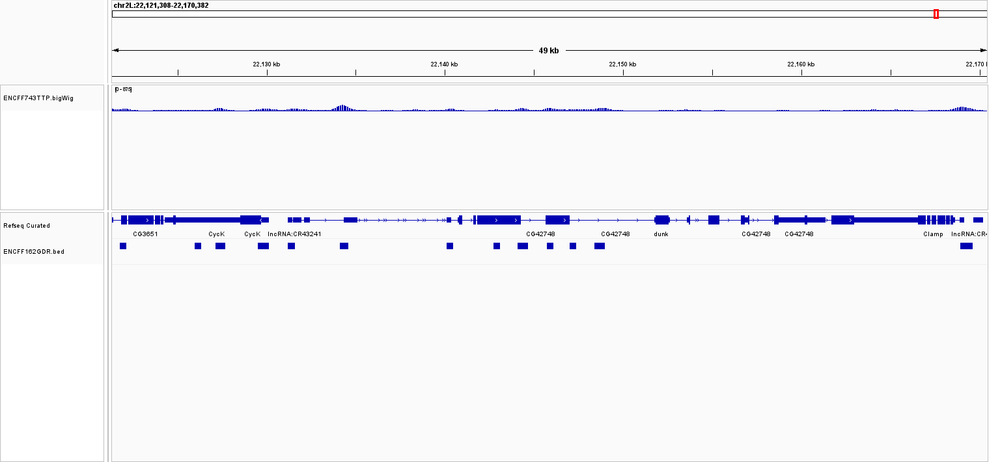 chr2L:22,121,308-22,170,382
49 kb
22,130 kb 22,140 kb 22,150 kb 22,160 kb 22,170
[0-875]
ENCFF743TTP.bigWig
Refseq Curated
CG3651 CycK CycK lncRNA:CR43241 CG42748 CG42748 dunk CG42748 CG42748 Clamp lncRNA:CR4
ENCFF162GDR.bed